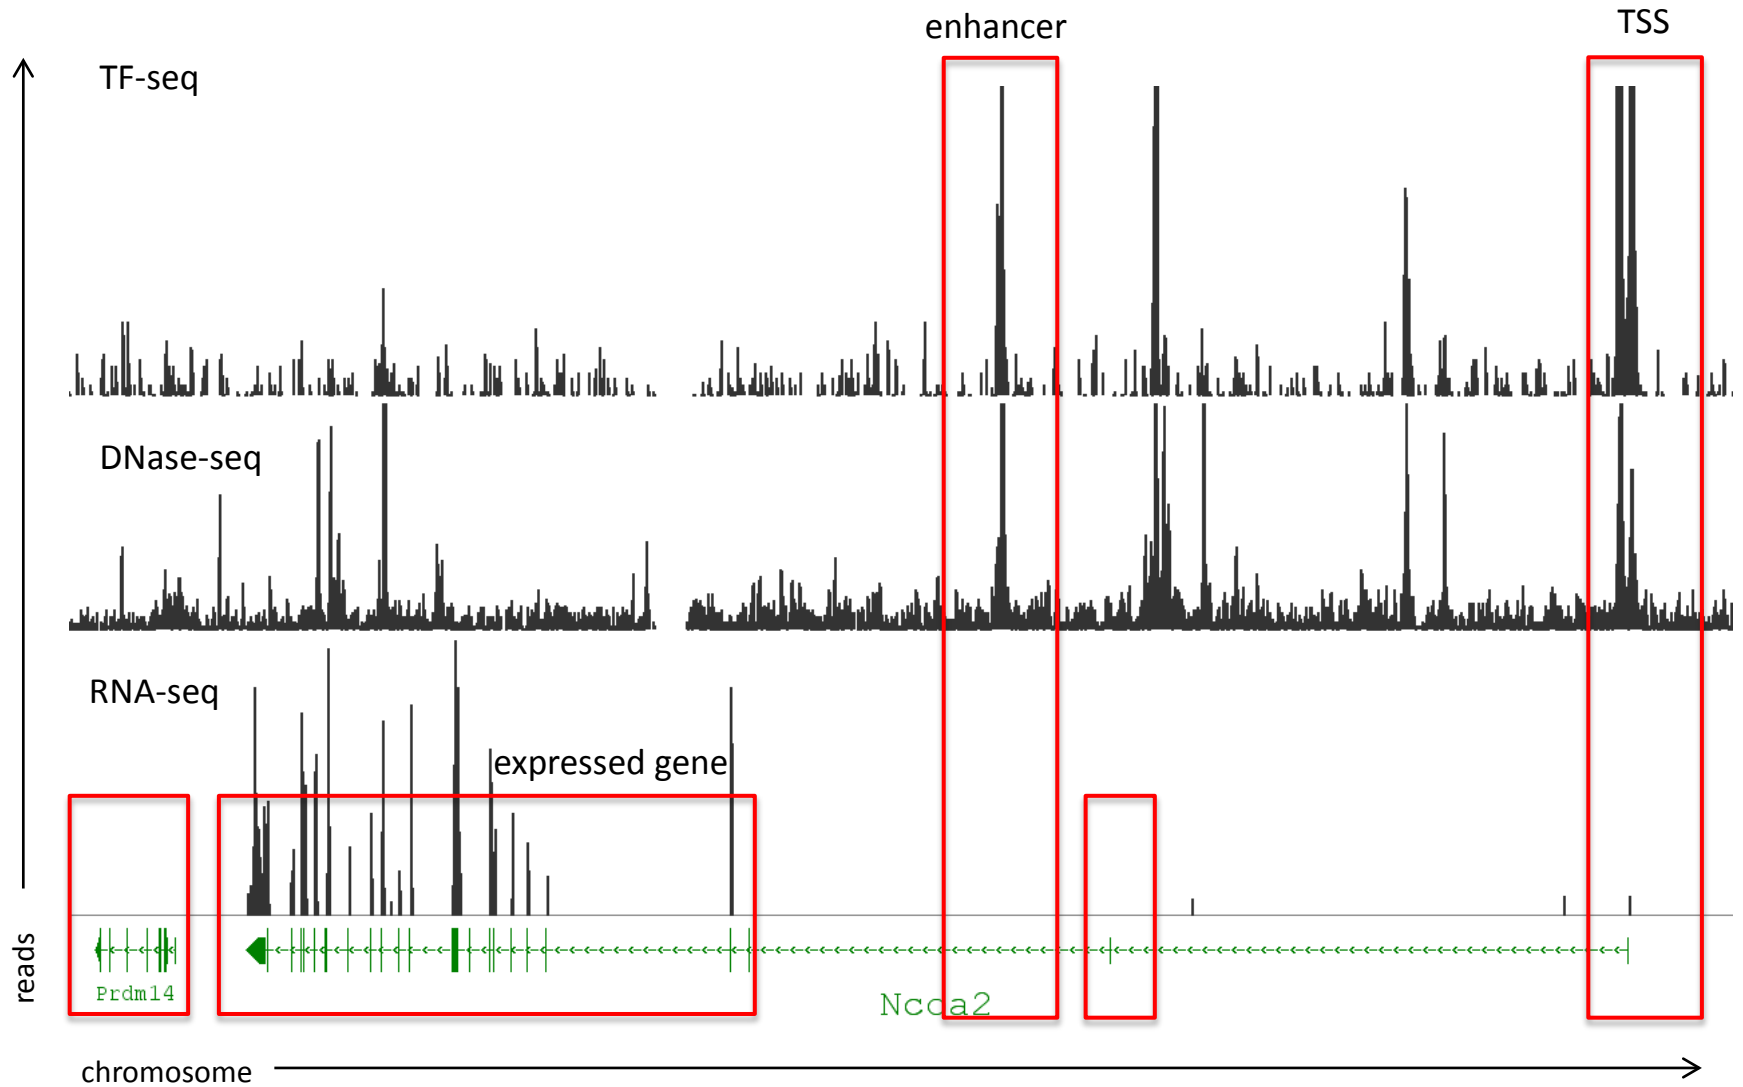 enhancer
TSS
TF-seq
DNase-seq
RNA-seq
expressed gene
reads
Prdm14
Ncoa2
chromosome